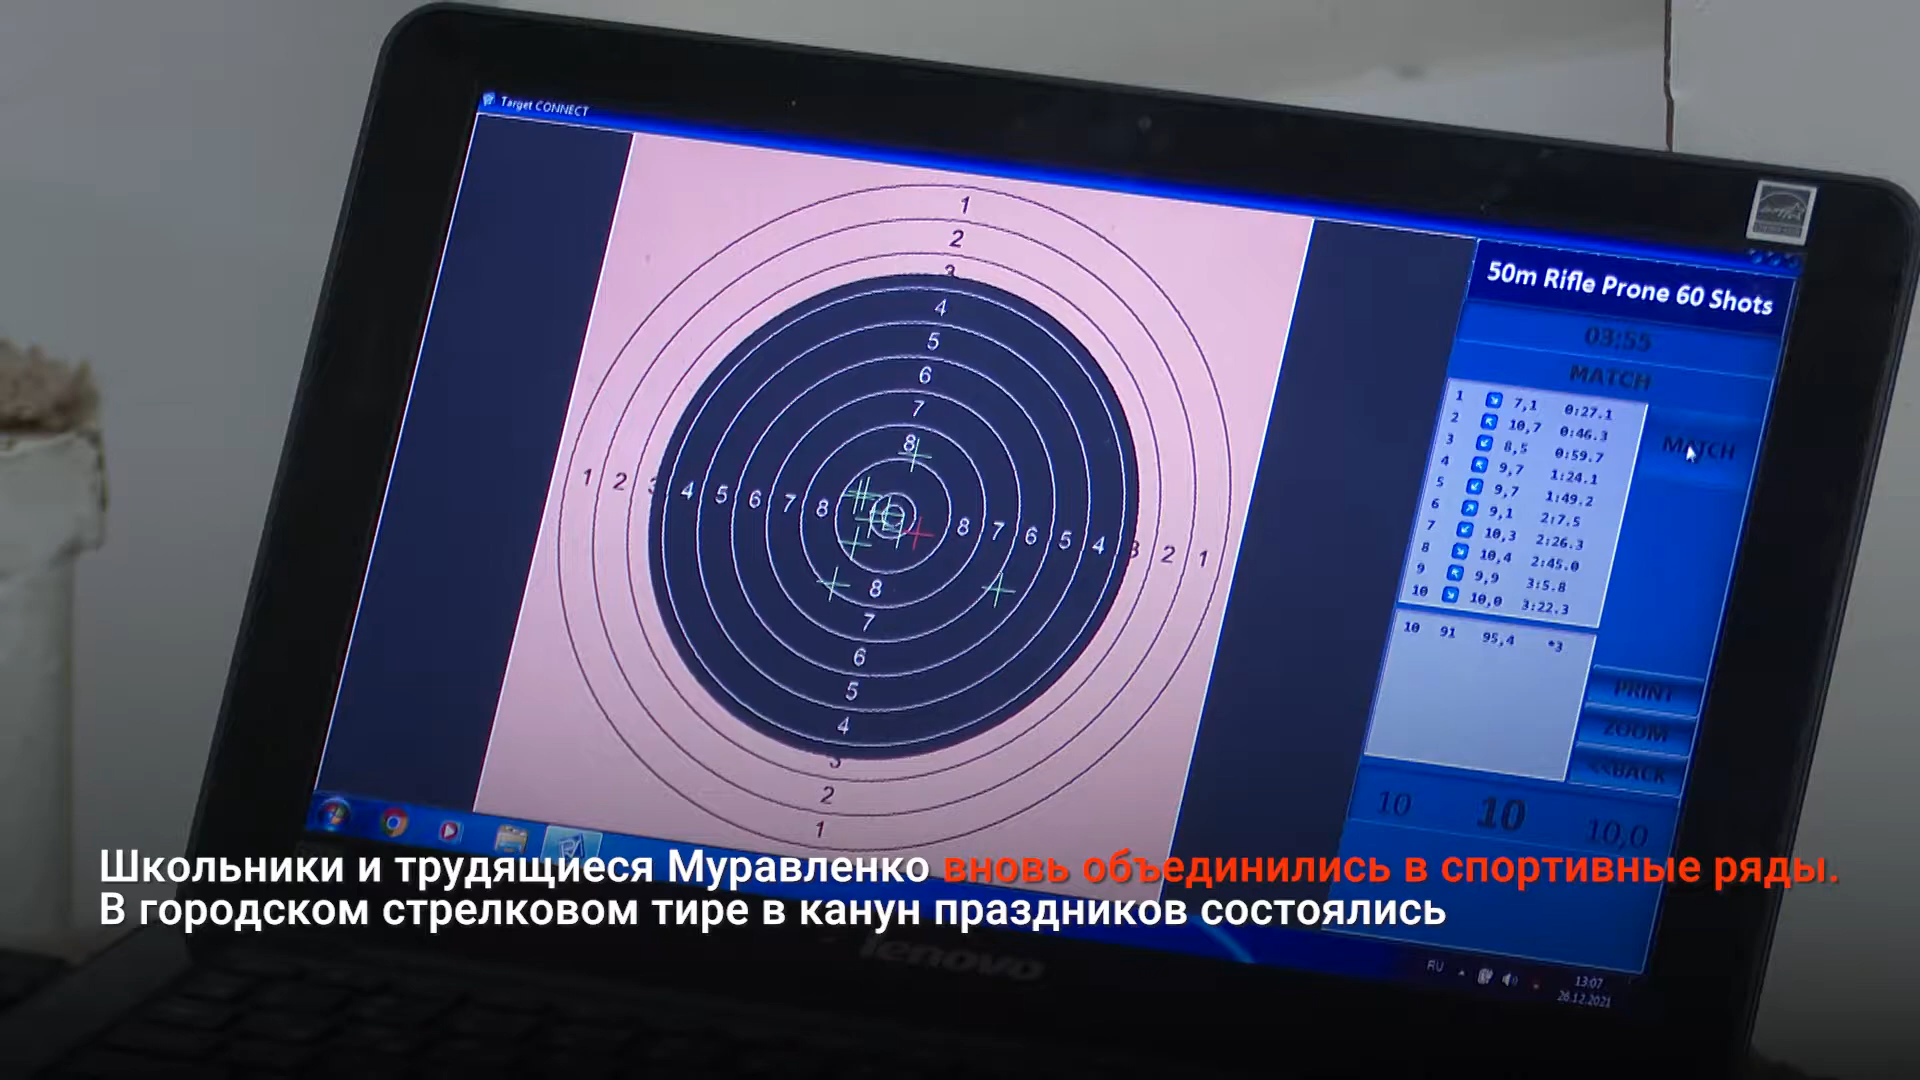 Target CONNECT
50m Rifle Prone 60 Shots
03:55
MATCH
MATCH
1 7,1 0:27.1
2 10,7 0:46.3
3 8,5 0:59.7
4 9,7 1:24.1
5 9,7 1:49.2
6 9,1 2:7.5
7 10,3 2:26.3
8 10,4 2:45.0
9 9,9 3:5.8
10 10,0 3:22.3
10 91 95,4 *3
PRINT
ZOOM
<<BACK
10 10 10,0
1
2
3
4
5
6
7
8
1 2 3 4 5 6 7 8
8 7 6 5 4 3 2 1
8
7
6
5
4
3
2
1
Школьники и трудящиеся Муравленко вновь объединились в спортивные ряды.
В городском стрелковом тире в канун праздников состоялись
lenovo
RU
13:07
26.12.2021